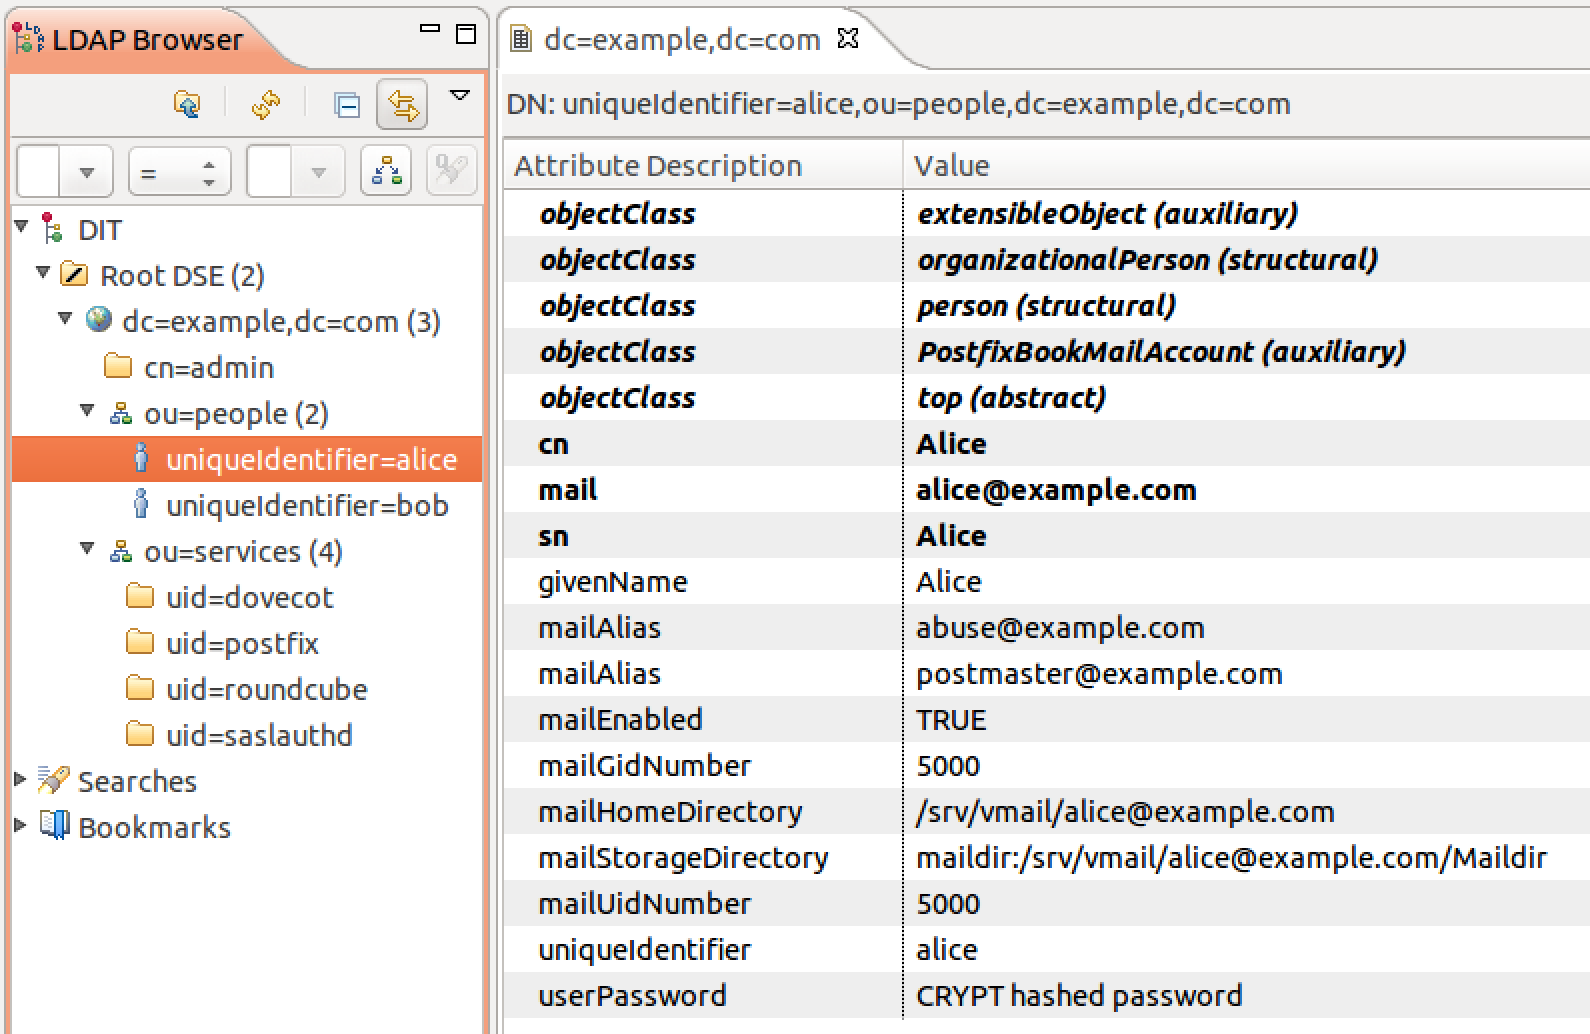 LDAP Browser
=
DIT
Root DSE (2)
dc=example,dc=com (3)
cn=admin
ou=people (2)
uniqueIdentifier=alice
uniqueIdentifier=bob
ou=services (4)
uid=dovecot
uid=postfix
uid=roundcube
uid=saslauthd
Searches
Bookmarks
dc=example,dc=com
DN: uniqueIdentifier=alice,ou=people,dc=example,dc=com
Attribute Description Value
objectClass extensibleObject (auxiliary)
objectClass organizationalPerson (structural)
objectClass person (structural)
objectClass PostfixBookMailAccount (auxiliary)
objectClass top (abstract)
cn Alice
mail alice@example.com
sn Alice
givenName Alice
mailAlias abuse@example.com
mailAlias postmaster@example.com
mailEnabled TRUE
mailGidNumber 5000
mailHomeDirectory /srv/vmail/alice@example.com
mailStorageDirectory maildir:/srv/vmail/alice@example.com/Maildir
mailUidNumber 5000
uniqueIdentifier alice
userPassword CRYPT hashed password